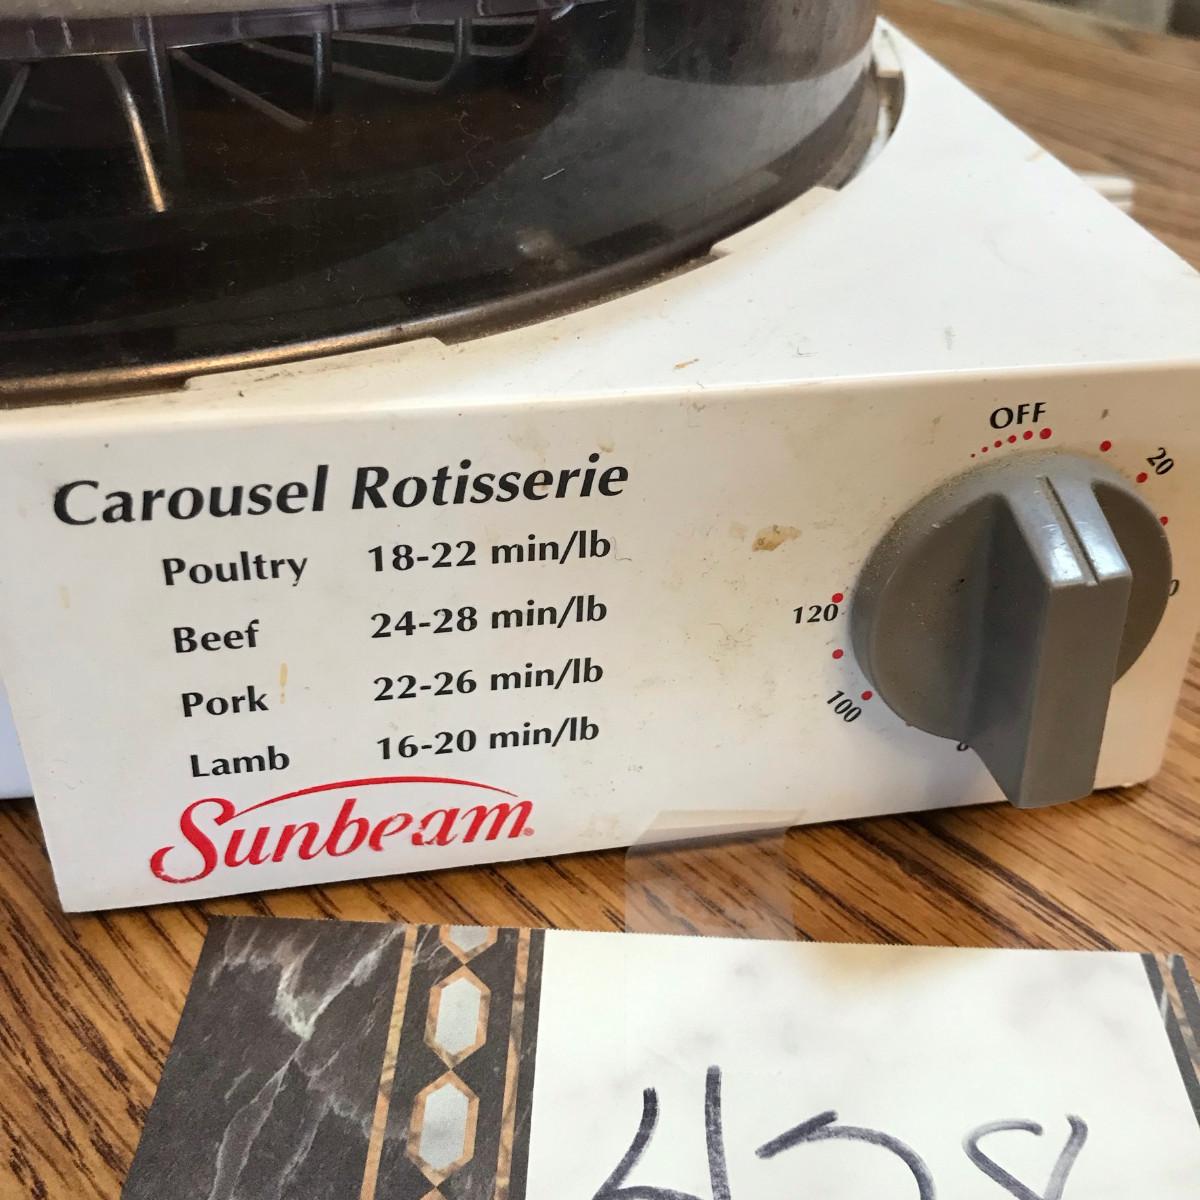 Carousel Rotisserie
Poultry 18-22 min/lb
Beef 24-28 min/lb
Pork 22-26 min/lb
Lamb 16-20 min/lb
Sunbeam
OFF
20
120
100